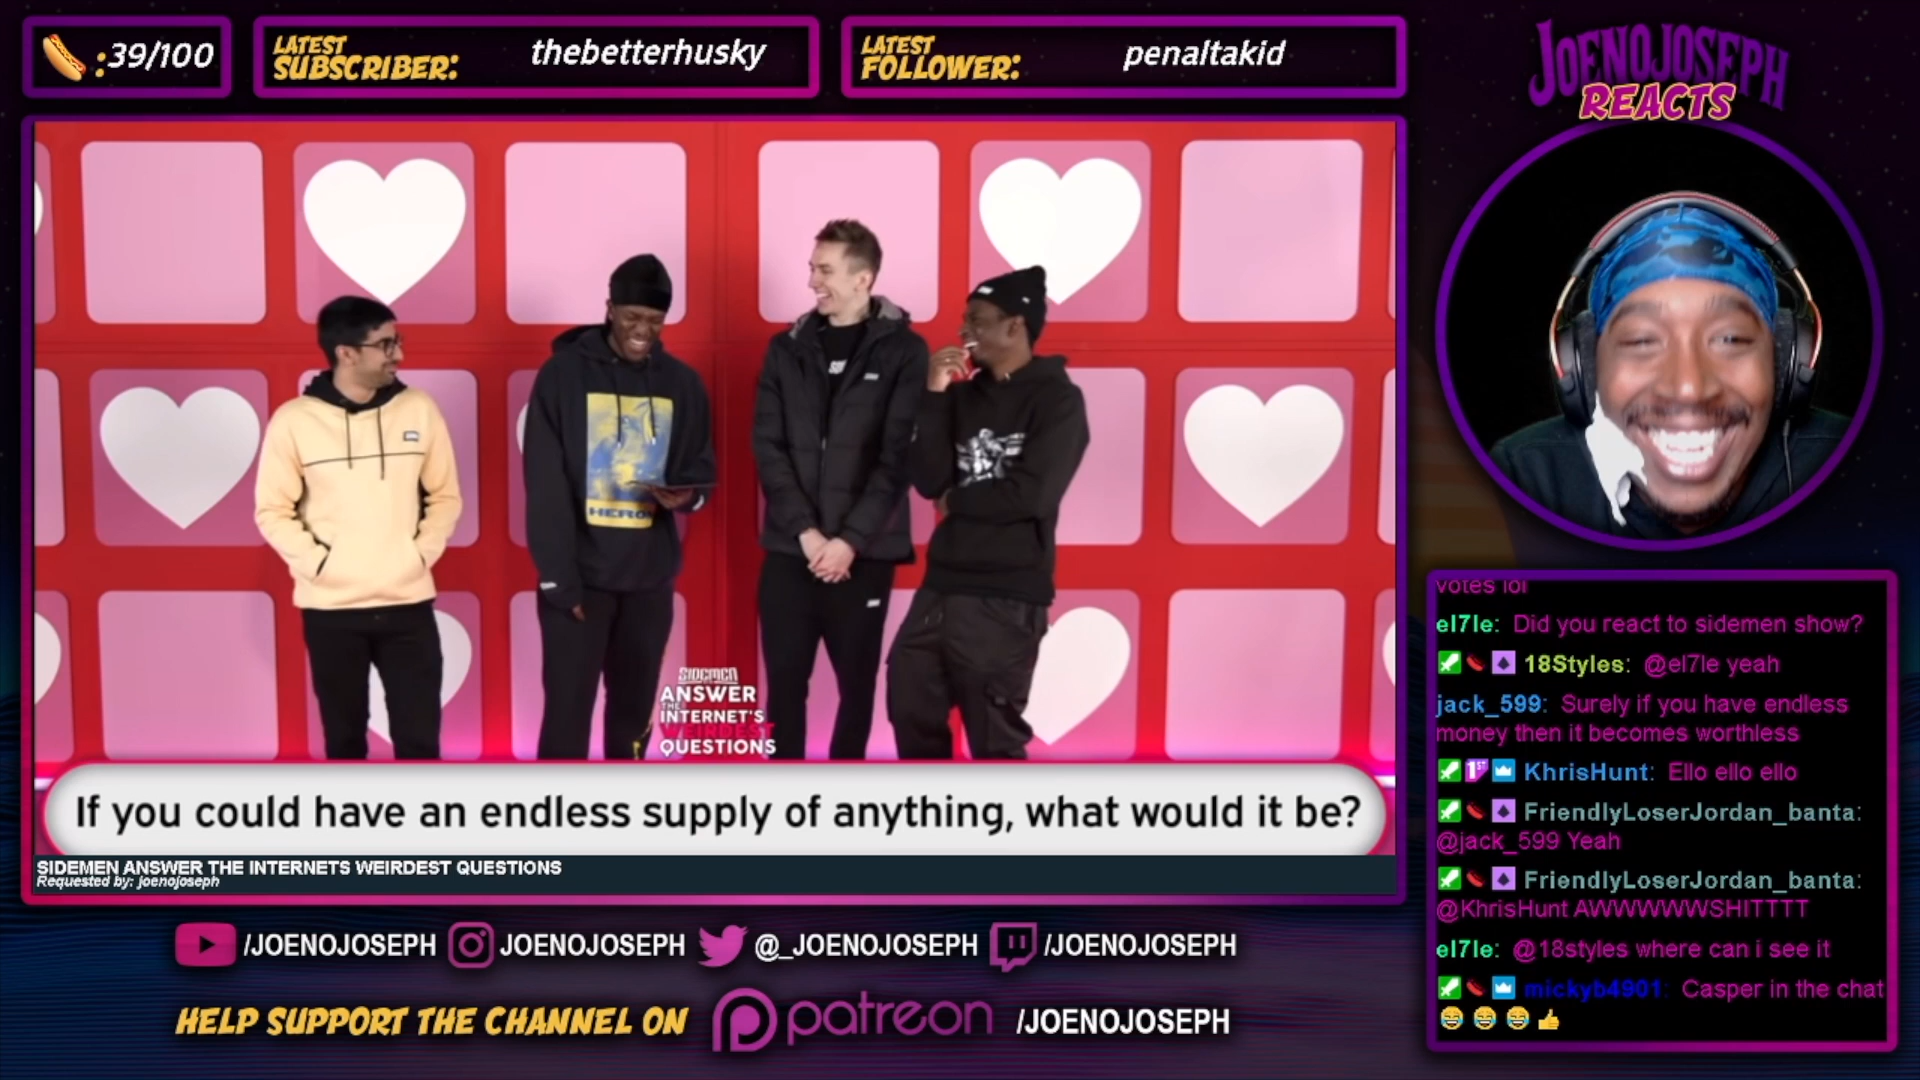 :39/100
LATEST SUBSCRIBER:
thebetterhusky
LATEST FOLLOWER:
penaltakid
JOENOJOSEPH
REACTS
HERO
SIDEMEN
ANSWER
THE
INTERNET'S
WEIRDEST
QUESTIONS
If you could have an endless supply of anything, what would it be?
SIDEMEN ANSWER THE INTERNETS WEIRDEST QUESTIONS
Requested by: joenojoseph
votes lol
el7le: Did you react to sidemen show?
18Styles: @el7le yeah
jack_599: Surely if you have endless
money then it becomes worthless
1ST KhrisHunt: Ello ello ello
FriendlyLoserJordan_banta:
@jack_599 Yeah
FriendlyLoserJordan_banta:
@KhrisHunt AWWWWWSHITTTT
el7le: @18styles where can i see it
mickyb4901: Casper in the chat
/JOENOJOSEPH JOENOJOSEPH @_JOENOJOSEPH /JOENOJOSEPH
HELP SUPPORT THE CHANNEL ON patreon /JOENOJOSEPH